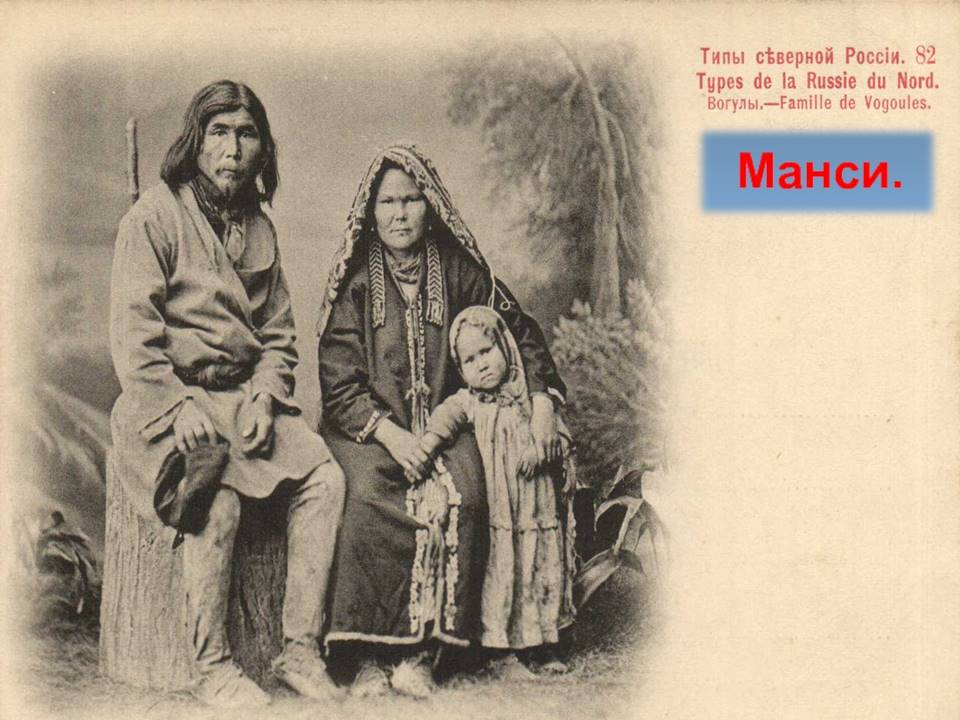 Типы сѣверной Россіи. 82
Types de la Russie du Nord.
Вогулы.—Famille de Vogoules.
Манси.